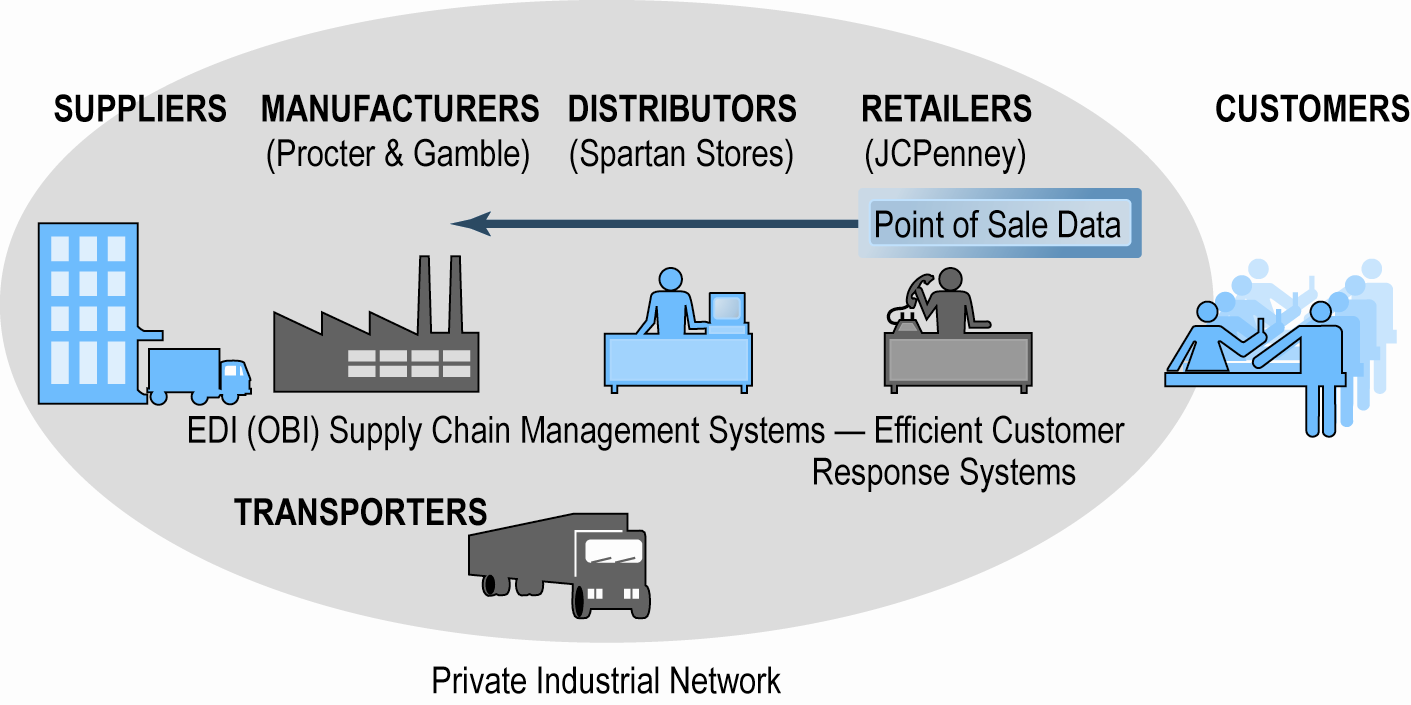 SUPPLIERS
MANUFACTURERS
(Procter & Gamble)
DISTRIBUTORS
(Spartan Stores)
RETAILERS
(JCPenney)
CUSTOMERS
Point of Sale Data
EDI (OBI) Supply Chain Management Systems — Efficient Customer
Response Systems
TRANSPORTERS
Private Industrial Network